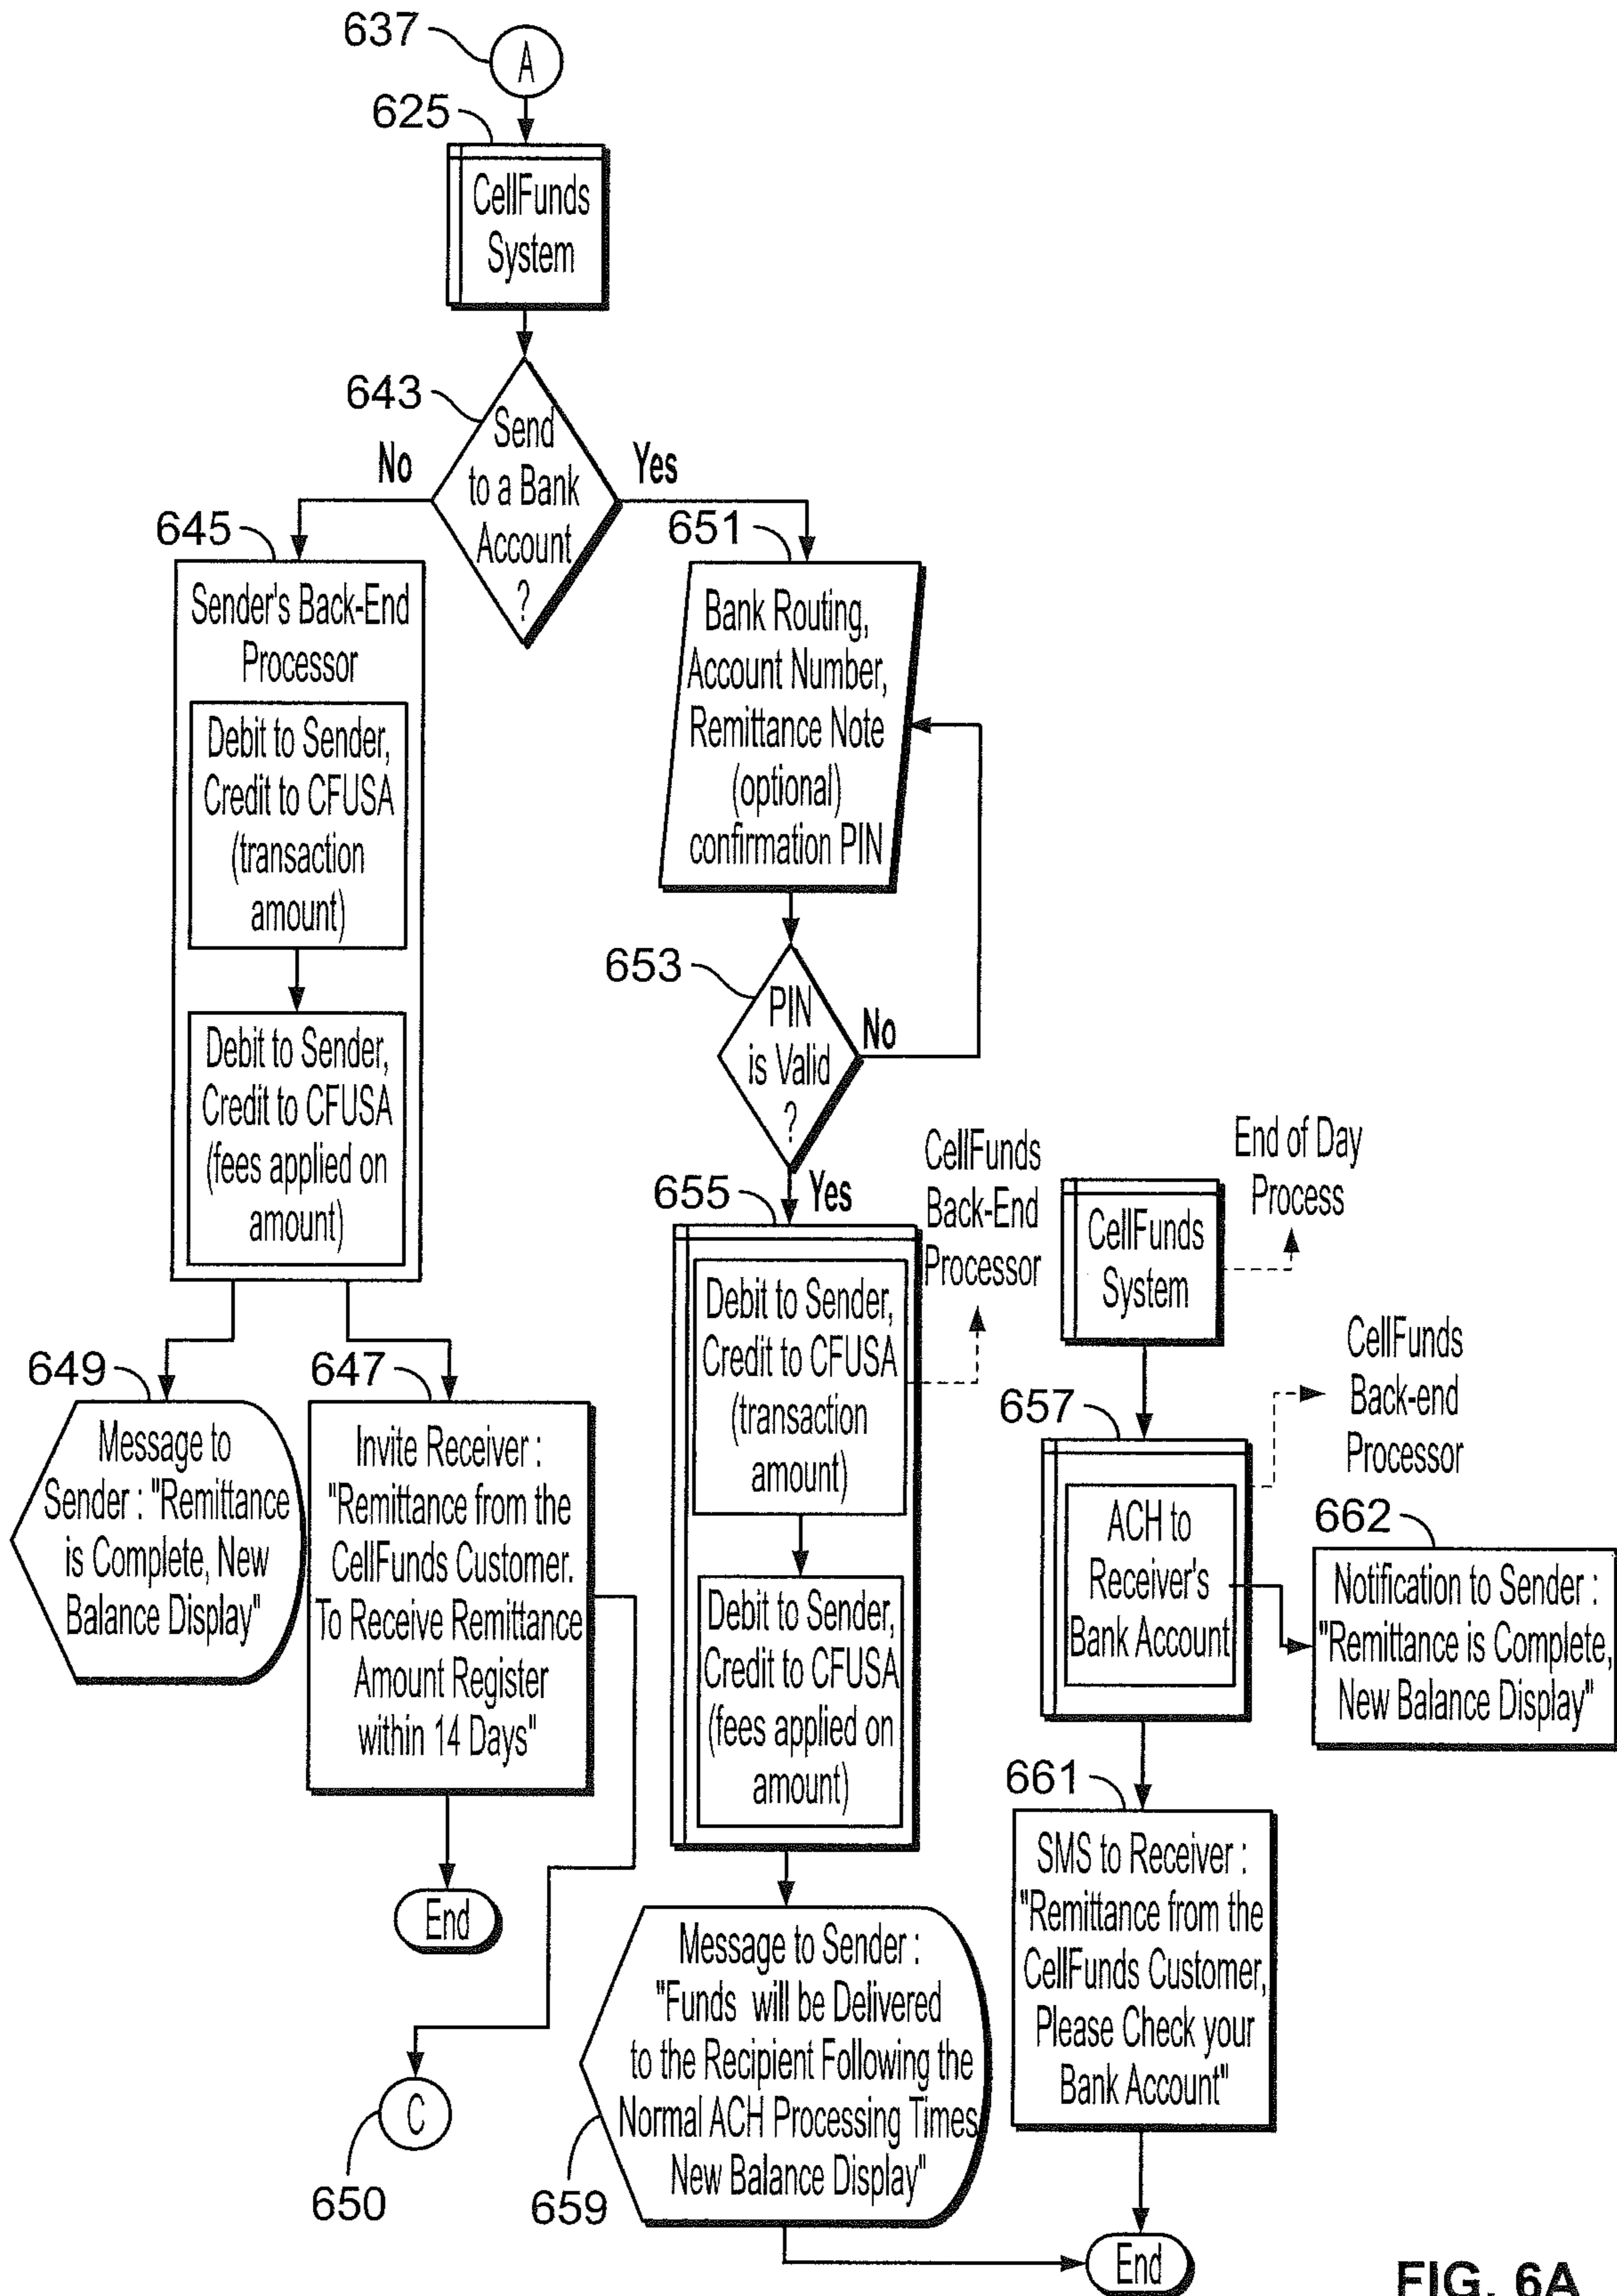 637
A
625
CellFunds
System
643
Send
to a Bank
Account
?
No
Yes
645
Sender's Back-End
Processor
Debit to Sender,
Credit to CFUSA
(transaction
amount)
Debit to Sender,
Credit to CFUSA
(fees applied on
amount)
649
Message to
Sender : "Remittance
is Complete, New
Balance Display"
647
Invite Receiver :
"Remittance from the
CellFunds Customer.
To Receive Remittance
Amount Register
within 14 Days"
End
C
650
651
Bank Routing,
Account Number,
Remittance Note
(optional)
confirmation PIN
653
PIN
is Valid
?
No
Yes
655
Debit to Sender,
Credit to CFUSA
(transaction
amount)
Debit to Sender,
Credit to CFUSA
(fees applied on
amount)
CellFunds
Back-End
Processor
659
Message to Sender :
"Funds will be Delivered
to the Recipient Following the
Normal ACH Processing Times
New Balance Display"
CellFunds
System
End of Day
Process
657
ACH to
Receiver's
Bank Account
CellFunds
Back-end
Processor
662
Notification to Sender :
"Remittance is Complete,
New Balance Display"
661
SMS to Receiver :
"Remittance from the
CellFunds Customer,
Please Check your
Bank Account"
End
FIG. 6A